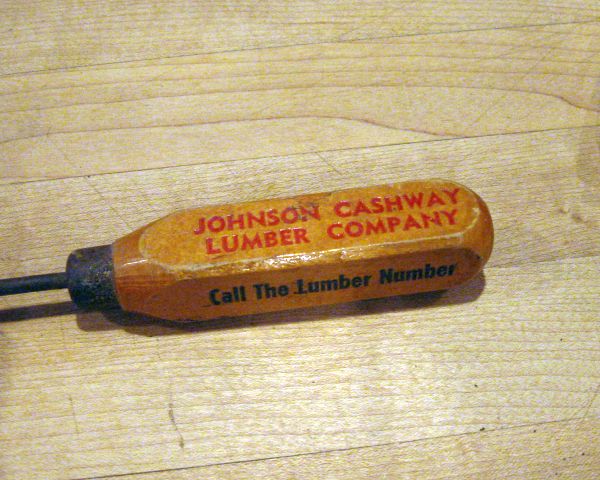 JOHNSON CASHWAY
LUMBER COMPANY
Call The Lumber Number